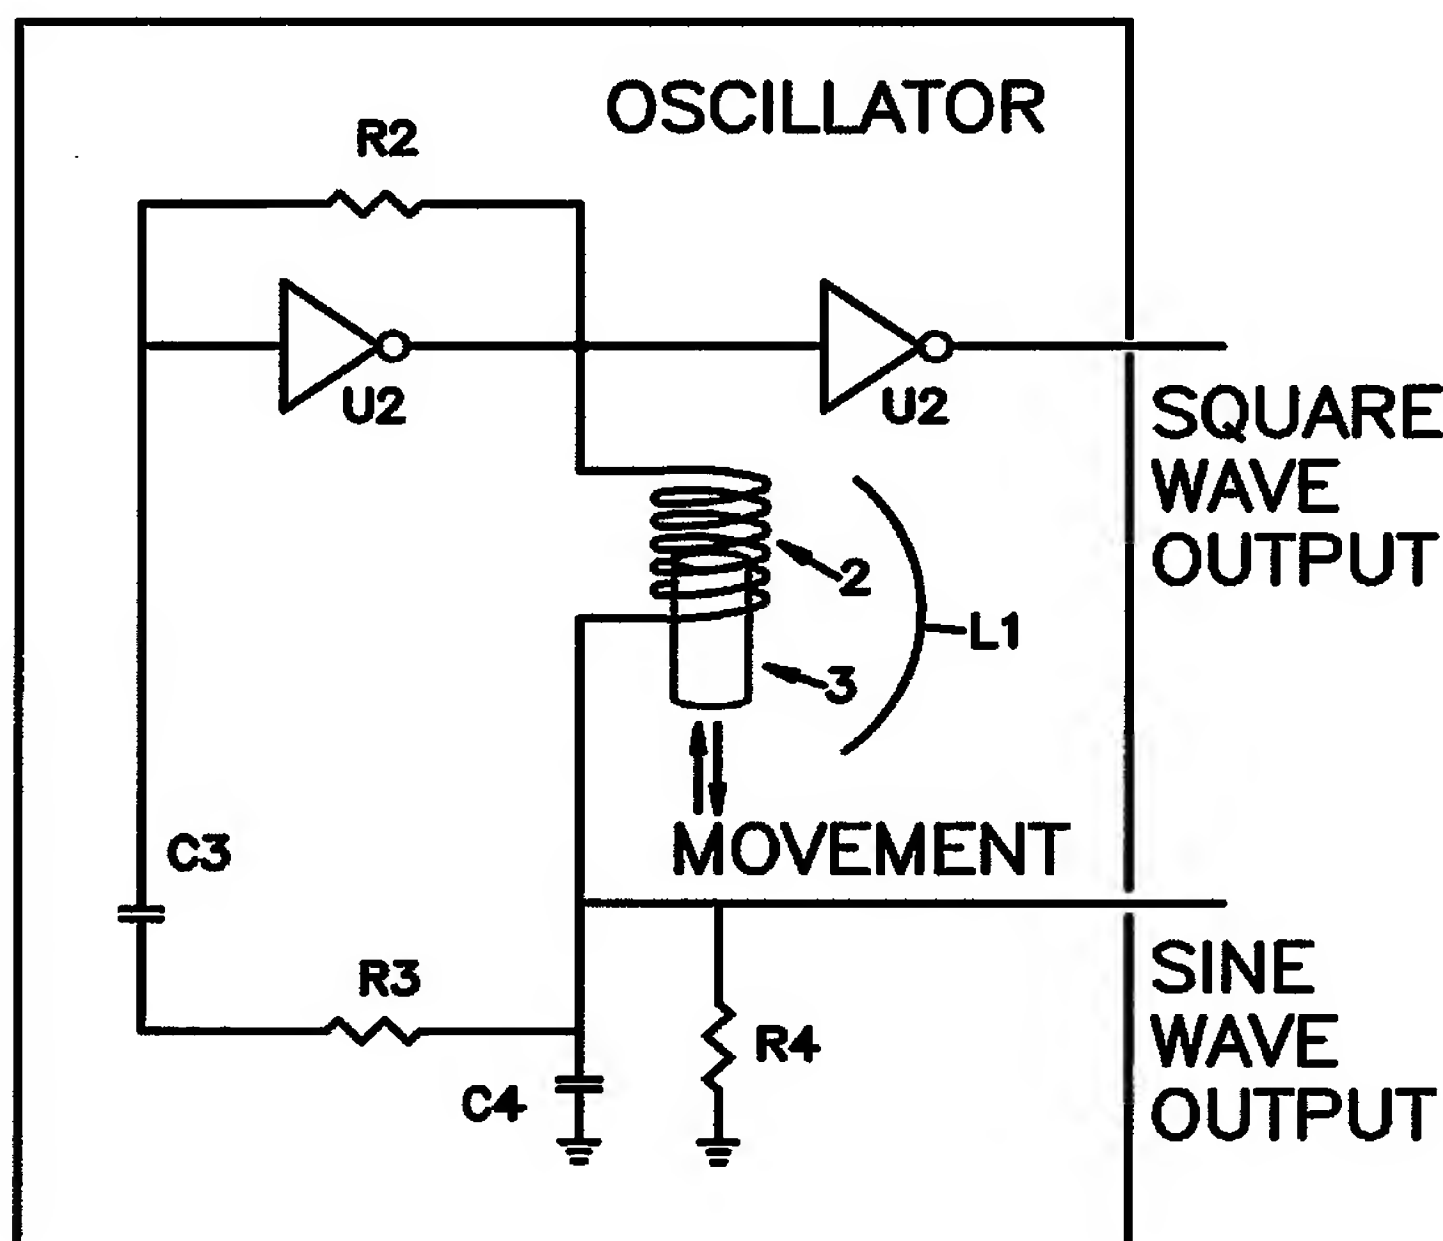 OSCILLATOR
R2
U2
U2
SQUARE
WAVE
OUTPUT
2
L1
3
MOVEMENT
C3
R3
SINE
WAVE
OUTPUT
R4
C4